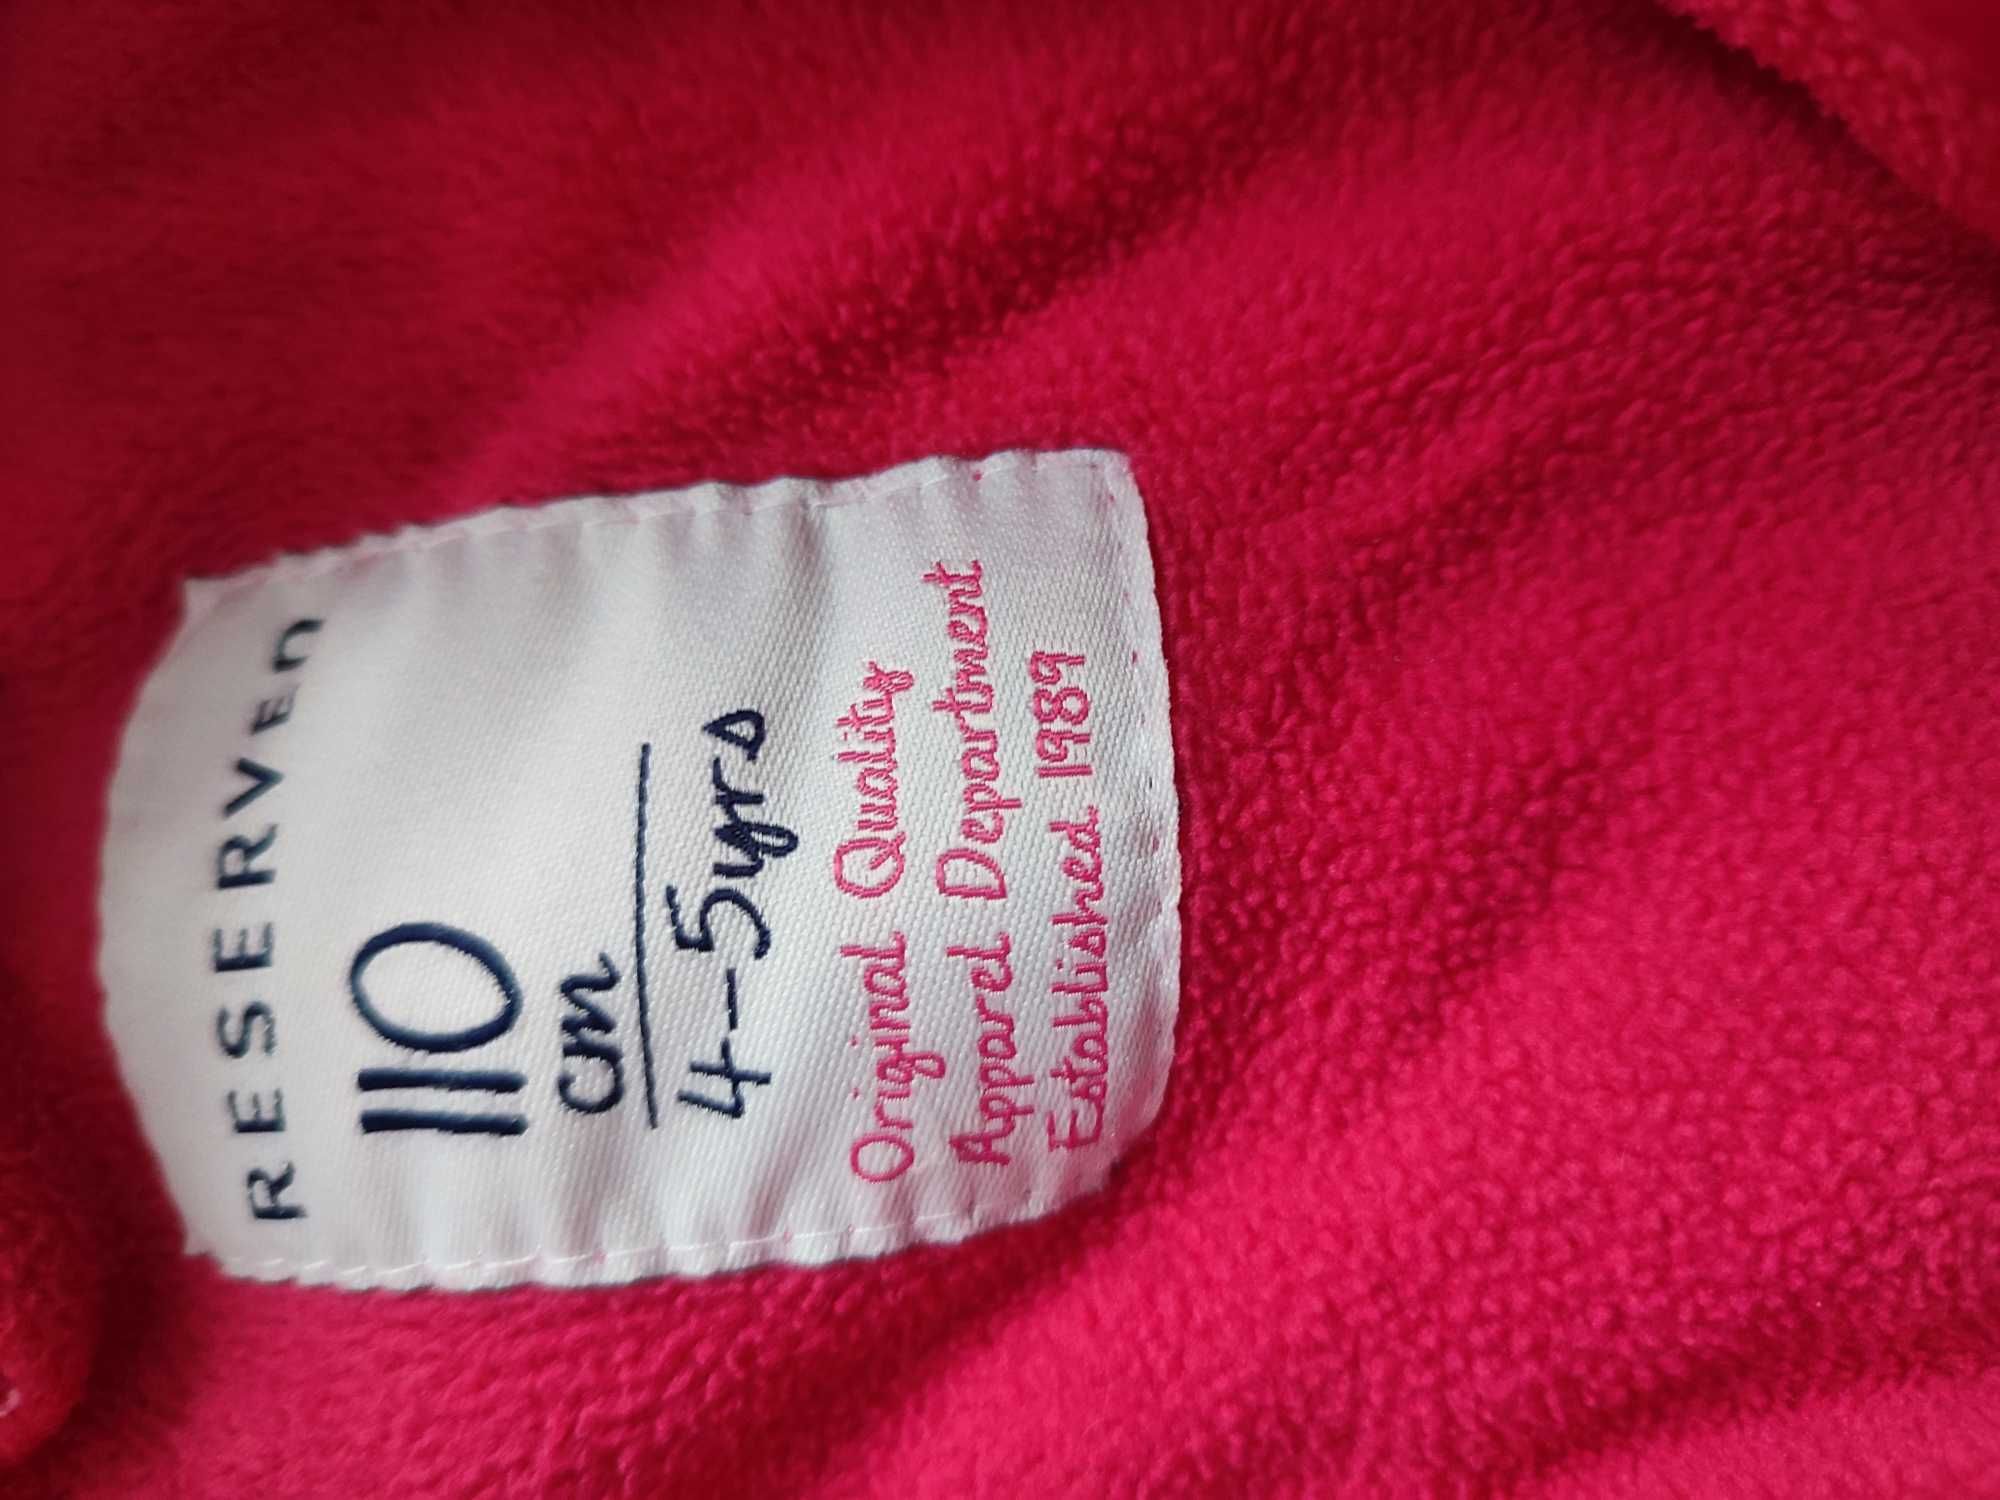 RESERVED
110
cm
4-5yrs
Original Quality
Apparel Department
Established 1989